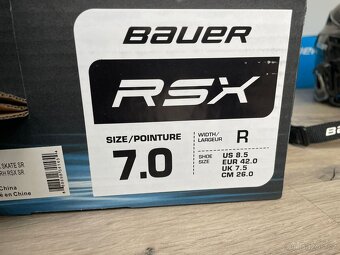 BAUER
RSX
SIZE/POINTURE
7.0
WIDTH/
LARGEUR
R
SHOE
SIZE
US 8.5
EUR 42.0
UK 7.5
CM 26.0
SKATE SR
RH RSX SR
China
e en Chine